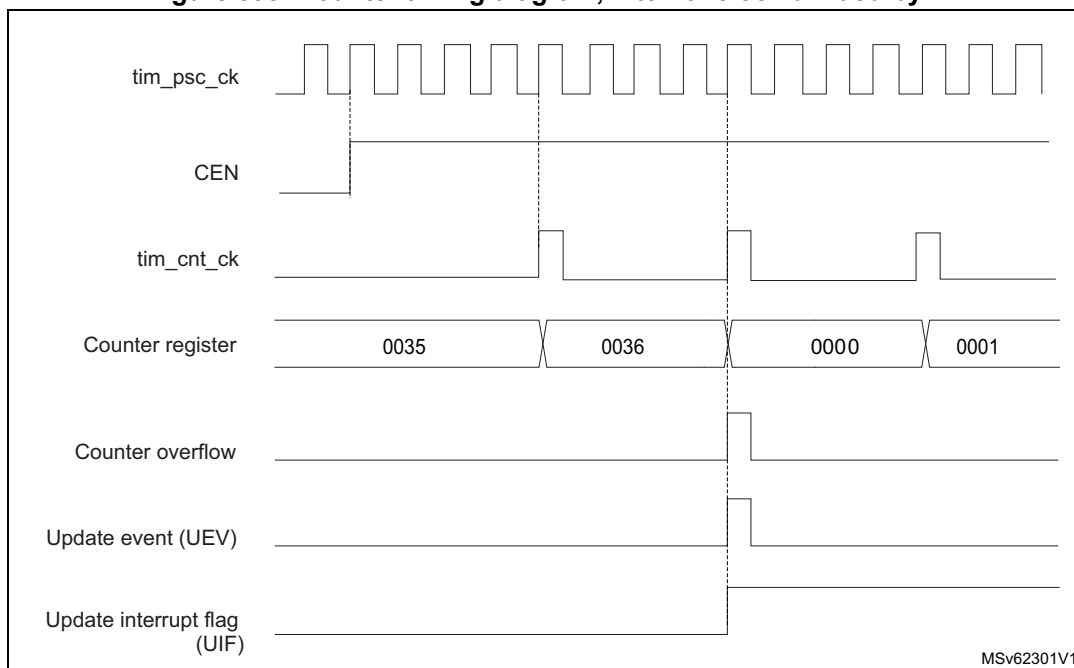 tim_psc_ck
CEN
tim_cnt_ck
Counter register
0035
0036
0000
0001
Counter overflow
Update event (UEV)
Update interrupt flag
(UIF)
MSv62301V1